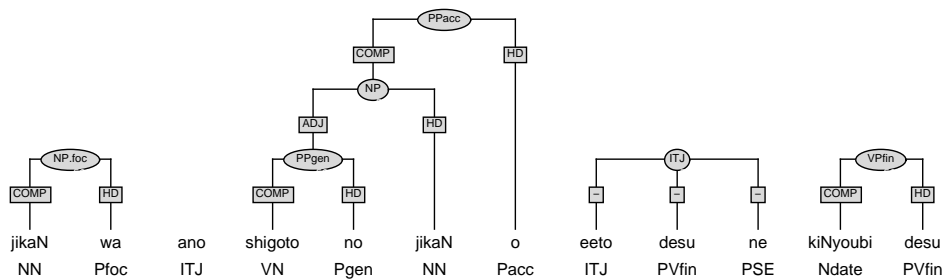 PPacc
COMP HD
NP
ADJ HD
NP.foc PPgen ITJ VPfin
COMP HD COMP HD – – – COMP HD
jikaN wa ano shigoto no jikaN o eeto desu ne kiNyoubi desu
NN Pfoc ITJ VN Pgen NN Pacc ITJ PVfin PSE Ndate PVfin